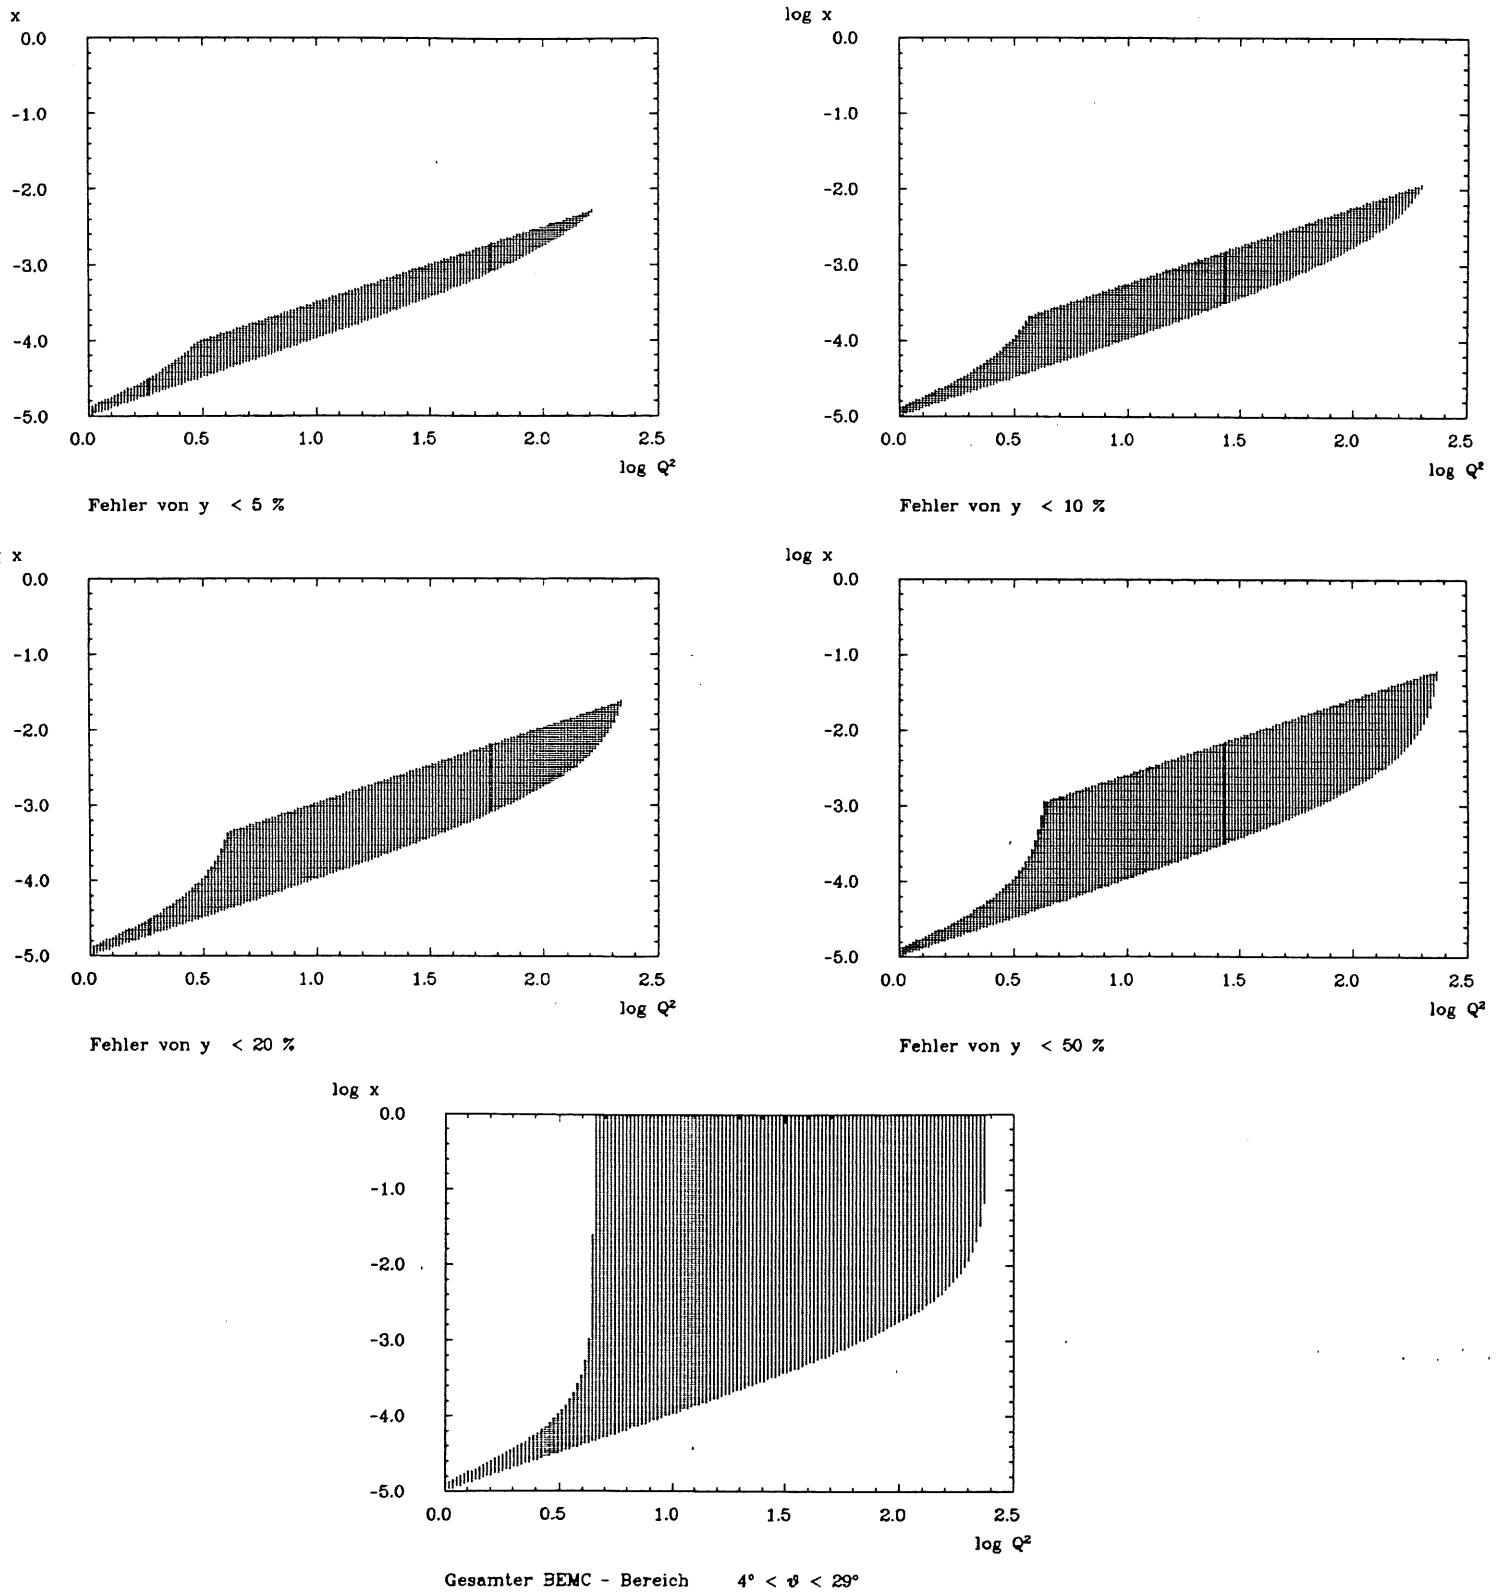 x
0.0
-1.0
-2.0
-3.0
-4.0
-5.0
0.0 0.5 1.0 1.5 2.0 2.5
log Q²
Fehler von y < 5 %
log x
0.0
-1.0
-2.0
-3.0
-4.0
-5.0
0.0 0.5 1.0 1.5 2.0 2.5
log Q²
Fehler von y < 10 %
x
0.0
-1.0
-2.0
-3.0
-4.0
-5.0
0.0 0.5 1.0 1.5 2.0 2.5
log Q²
Fehler von y < 20 %
log x
0.0
-1.0
-2.0
-3.0
-4.0
-5.0
0.0 0.5 1.0 1.5 2.0 2.5
log Q²
Fehler von y < 50 %
log x
0.0
-1.0
-2.0
-3.0
-4.0
-5.0
0.0 0.5 1.0 1.5 2.0 2.5
log Q²
Gesamter BEMC - Bereich 4° < ϑ < 29°